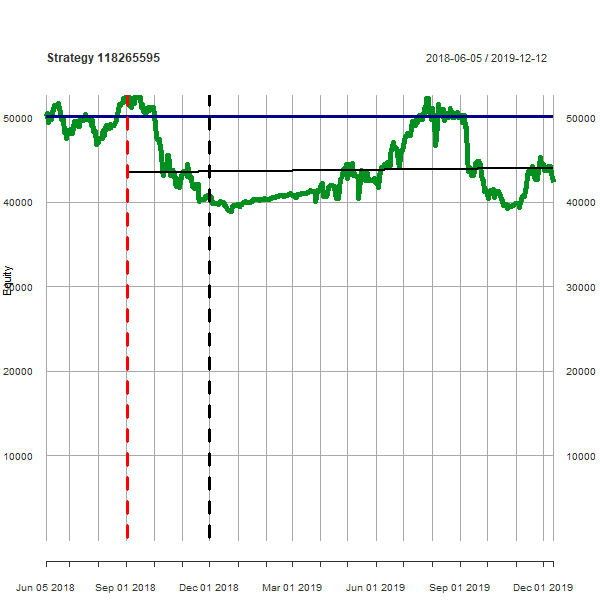 Strategy 118265595 2018-06-05 / 2019-12-12
50000 50000
40000 40000
Equity
30000 30000
20000 20000
10000 10000
Jun 05 2018 Sep 01 2018 Dec 01 2018 Mar 01 2019 Jun 01 2019 Sep 01 2019 Dec 01 2019